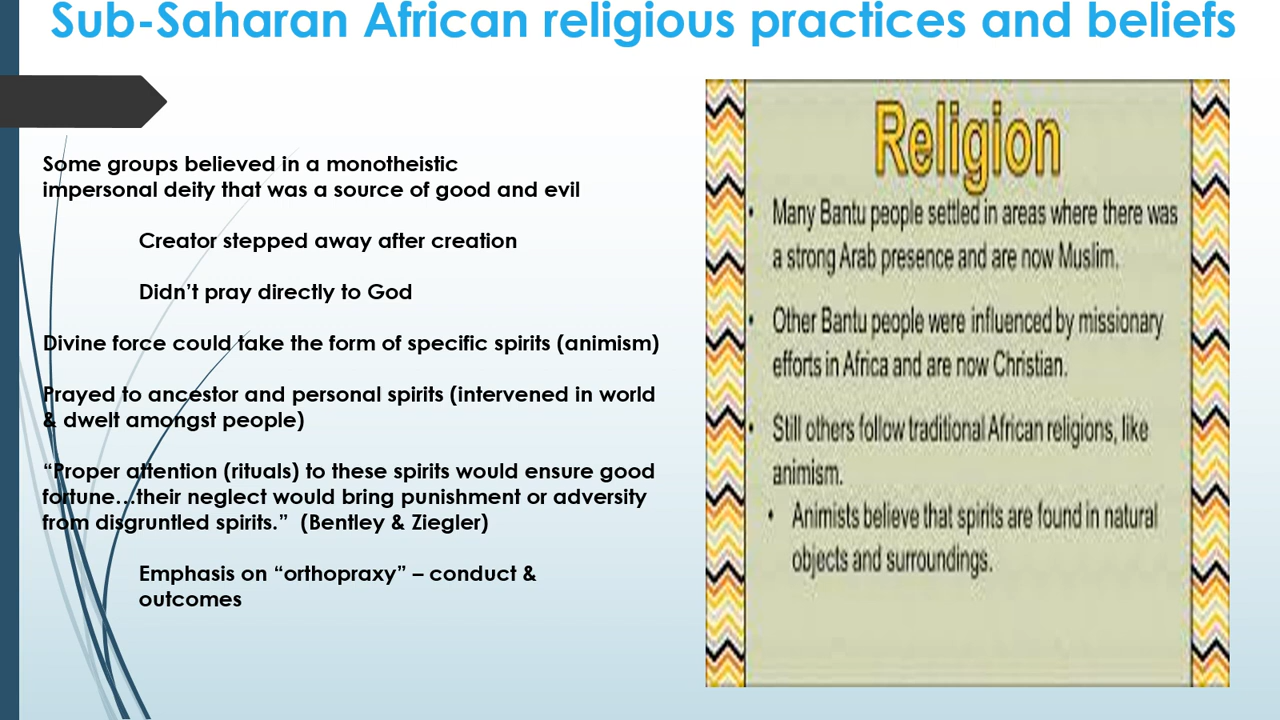 Sub-Saharan African religious practices and beliefs
Some groups believed in a monotheistic
impersonal deity that was a source of good and evil
Creator stepped away after creation
Didn’t pray directly to God
Divine force could take the form of specific spirits (animism)
Prayed to ancestor and personal spirits (intervened in world
& dwelt amongst people)
“Proper attention (rituals) to these spirits would ensure good
fortune…their neglect would bring punishment or adversity
from disgruntled spirits.” (Bentley & Ziegler)
Emphasis on “orthopraxy” – conduct &
outcomes
Religion
• Many Bantu people settled in areas where there was
a strong Arab presence and are now Muslim.
• Other Bantu people were influenced by missionary
efforts in Africa and are now Christian.
• Still others follow traditional African religions, like
animism.
• Animists believe that spirits are found in natural
objects and surroundings.